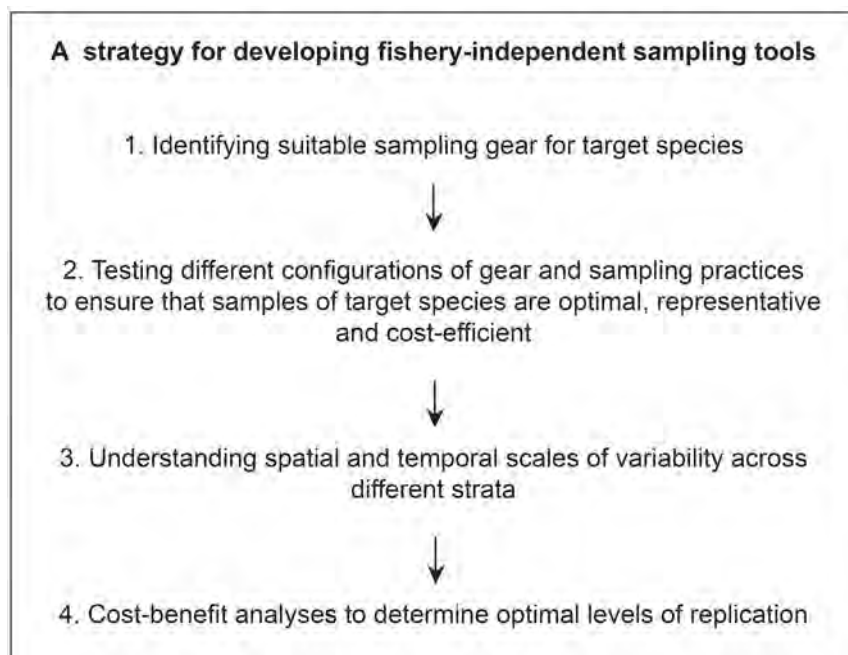 A strategy for developing fishery-independent sampling tools
1. Identifying suitable sampling gear for target species
2. Testing different configurations of gear and sampling practices
to ensure that samples of target species are optimal, representative
and cost-efficient
3. Understanding spatial and temporal scales of variability across
different strata
4. Cost-benefit analyses to determine optimal levels of replication